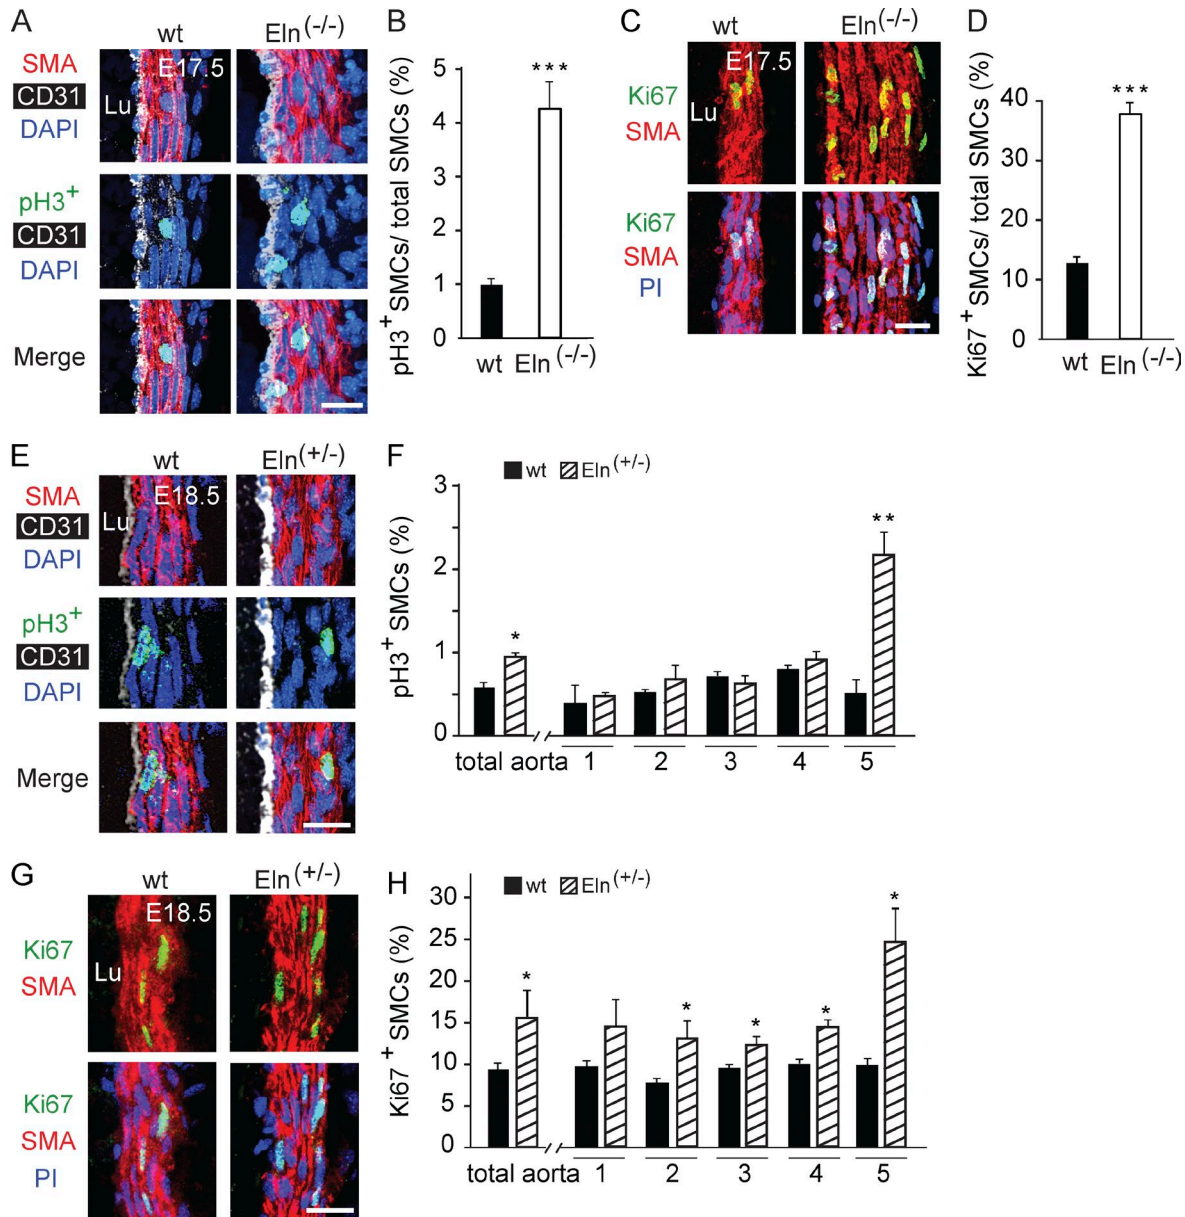 A
wt
Eln(-/-)
SMA
CD31
DAPI
E17.5
Lu
pH3+
CD31
DAPI
Merge
B
pH3+ SMCs/ total SMCs (%)
5
4
3
2
1
0
***
wt
Eln(-/-)
C
wt
Eln(-/-)
Ki67
SMA
E17.5
Lu
Ki67
SMA
PI
D
Ki67+ SMCs/ total SMCs (%)
40
30
20
10
0
***
wt
Eln(-/-)
E
wt
Eln(+/-)
SMA
CD31
DAPI
E18.5
Lu
pH3+
CD31
DAPI
Merge
F
wt
Eln(+/-)
pH3+ SMCs (%)
3
2
1
0
*
**
total aorta 1 2 3 4 5
G
wt
Eln(+/-)
E18.5
Ki67
SMA
Lu
Ki67
SMA
PI
H
wt
Eln(+/-)
Ki67+ SMCs (%)
30
25
20
15
10
5
0
*
*
*
*
*
total aorta 1 2 3 4 5